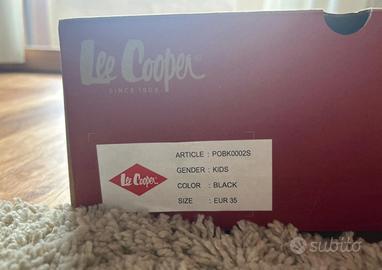 Lee Cooper
SINCE 1908
Lee Cooper
ARTICLE : POBK0002S
GENDER : KIDS
COLOR : BLACK
SIZE : EUR 35
subito